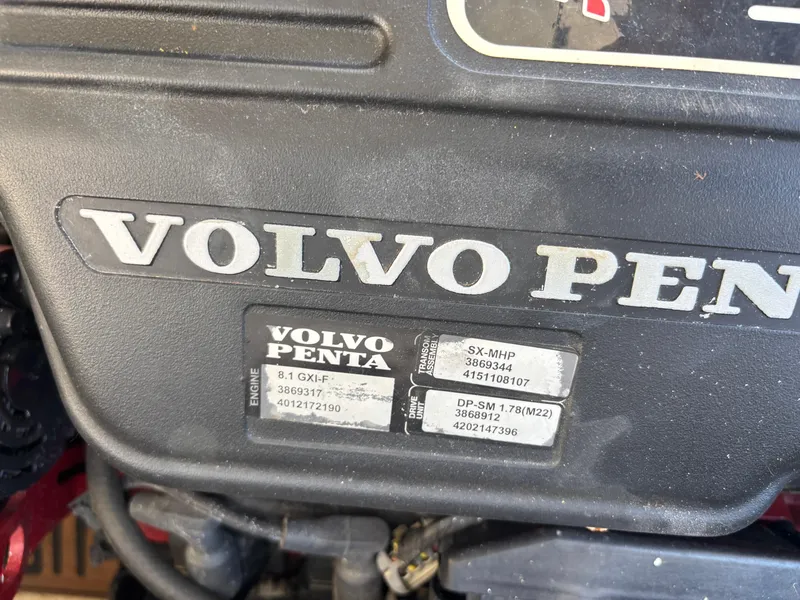 VOLVO PEN
VOLVO
PENTA
ENGINE
8.1 GXI-F
3869317
4012172190
TRANSOM
ASSEMBLY
SX-MHP
3869344
4151108107
DRIVE
UNIT
DP-SM 1.78(M22)
3868912
4202147396